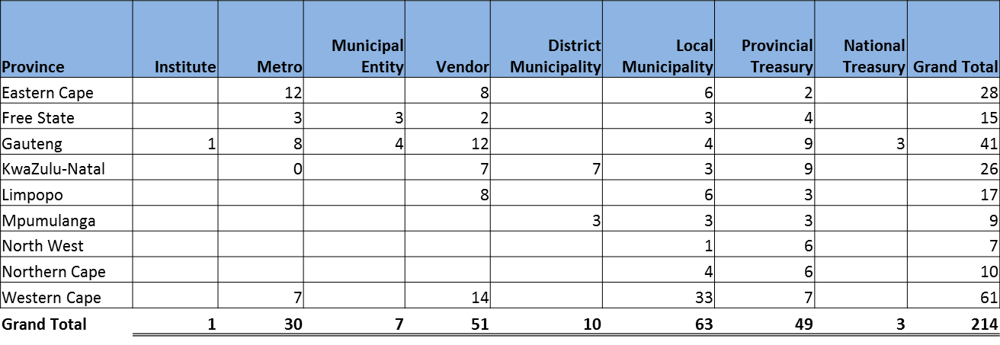 Province Institute Metro Municipal Entity Vendor District Municipality Local Municipality Provincial Treasury National Treasury Grand Total
Eastern Cape 12 8 6 2 28
Free State 3 3 2 3 4 15
Gauteng 1 8 4 12 4 9 3 41
KwaZulu-Natal 0 7 7 3 9 26
Limpopo 8 6 3 17
Mpumulanga 3 3 3 9
North West 1 6 7
Northern Cape 4 6 10
Western Cape 7 14 33 7 61
Grand Total 1 30 7 51 10 63 49 3 214